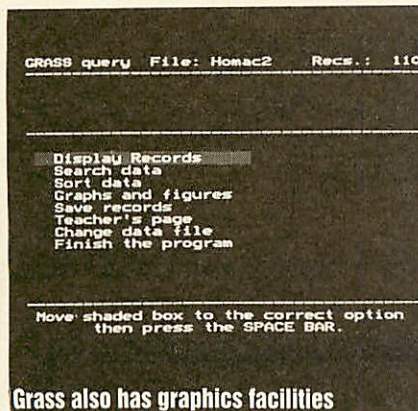 GRASS query File: Homac2 Recs.: 110
Display Records
Search data
Sort data
Graphs and figures
Save records
Teacher's page
Change data file
Finish the program
Move shaded box to the correct option
then press the SPACE BAR.
Grass also has graphics facilities